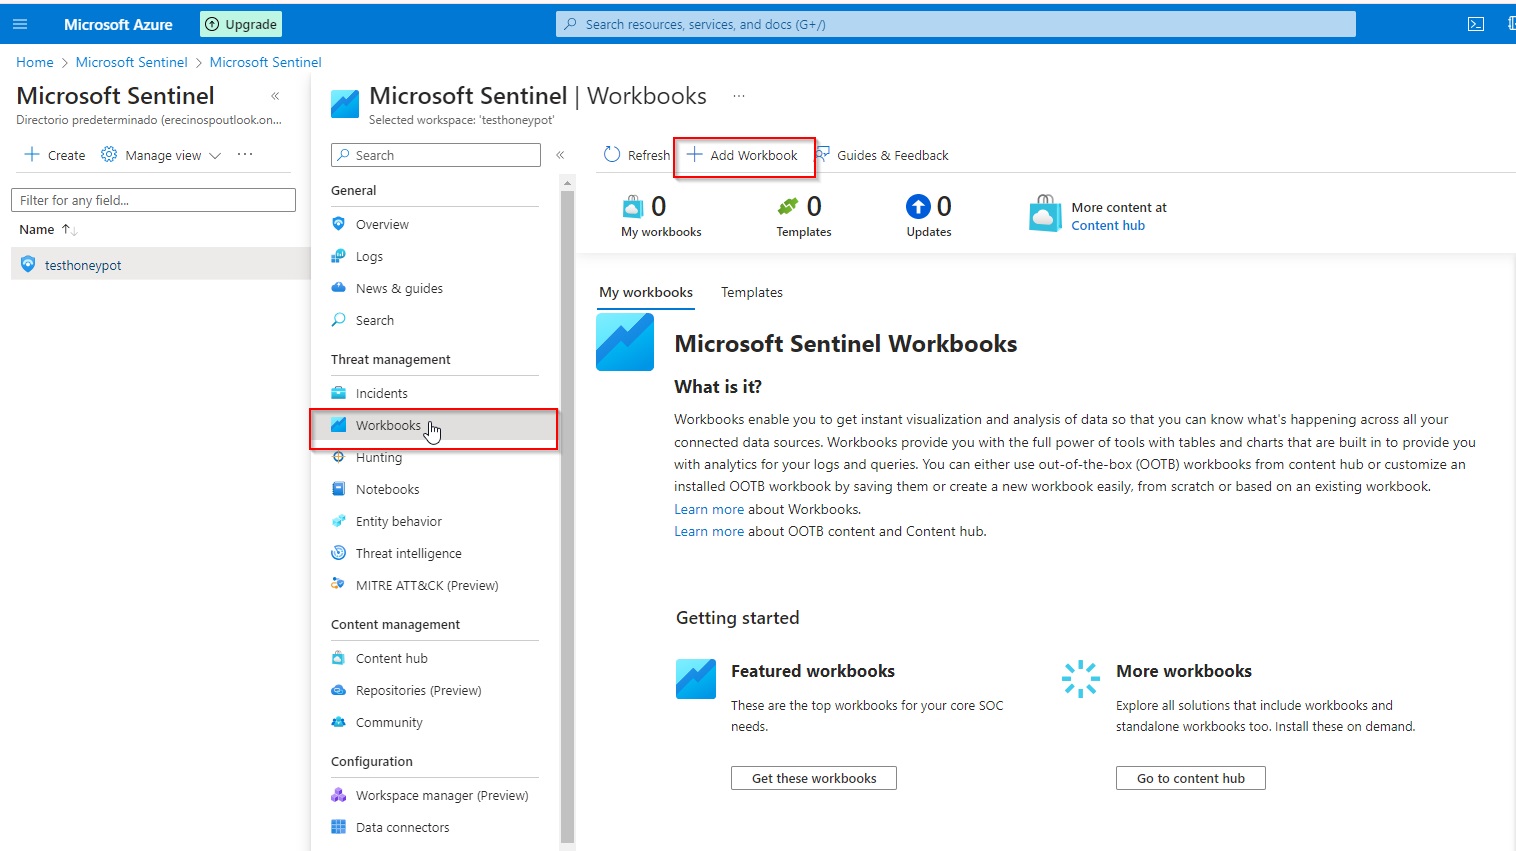 Microsoft Azure
Upgrade
Search resources, services, and docs (G+/)
Home > Microsoft Sentinel > Microsoft Sentinel
Microsoft Sentinel
Directorio predeterminado (erecinospoutlook.on...
Create
Manage view
Filter for any field...
Name
testhoneypot
Microsoft Sentinel | Workbooks
Selected workspace: 'testhoneypot'
Search
General
Overview
Logs
News & guides
Search
Threat management
Incidents
Workbooks
Hunting
Notebooks
Entity behavior
Threat intelligence
MITRE ATT&CK (Preview)
Content management
Content hub
Repositories (Preview)
Community
Configuration
Workspace manager (Preview)
Data connectors
Refresh
Add Workbook
Guides & Feedback
0
My workbooks
0
Templates
0
Updates
More content at
Content hub
My workbooks
Templates
Microsoft Sentinel Workbooks
What is it?
Workbooks enable you to get instant visualization and analysis of data so that you can know what's happening across all your
connected data sources. Workbooks provide you with the full power of tools with tables and charts that are built in to provide you
with analytics for your logs and queries. You can either use out-of-the-box (OOTB) workbooks from content hub or customize an
installed OOTB workbook by saving them or create a new workbook easily, from scratch or based on an existing workbook.
Learn more about Workbooks.
Learn more about OOTB content and Content hub.
Getting started
Featured workbooks
These are the top workbooks for your core SOC
needs.
Get these workbooks
More workbooks
Explore all solutions that include workbooks and
standalone workbooks too. Install these on demand.
Go to content hub